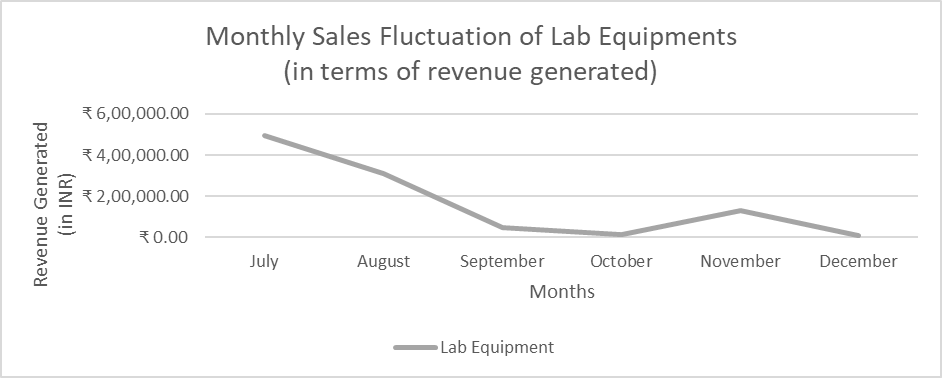 Monthly Sales Fluctuation of Lab Equipments
(in terms of revenue generated)
Revenue Generated
(in INR)
₹ 6,00,000.00
₹ 4,00,000.00
₹ 2,00,000.00
₹ 0.00
July August September October November December
Months
Lab Equipment